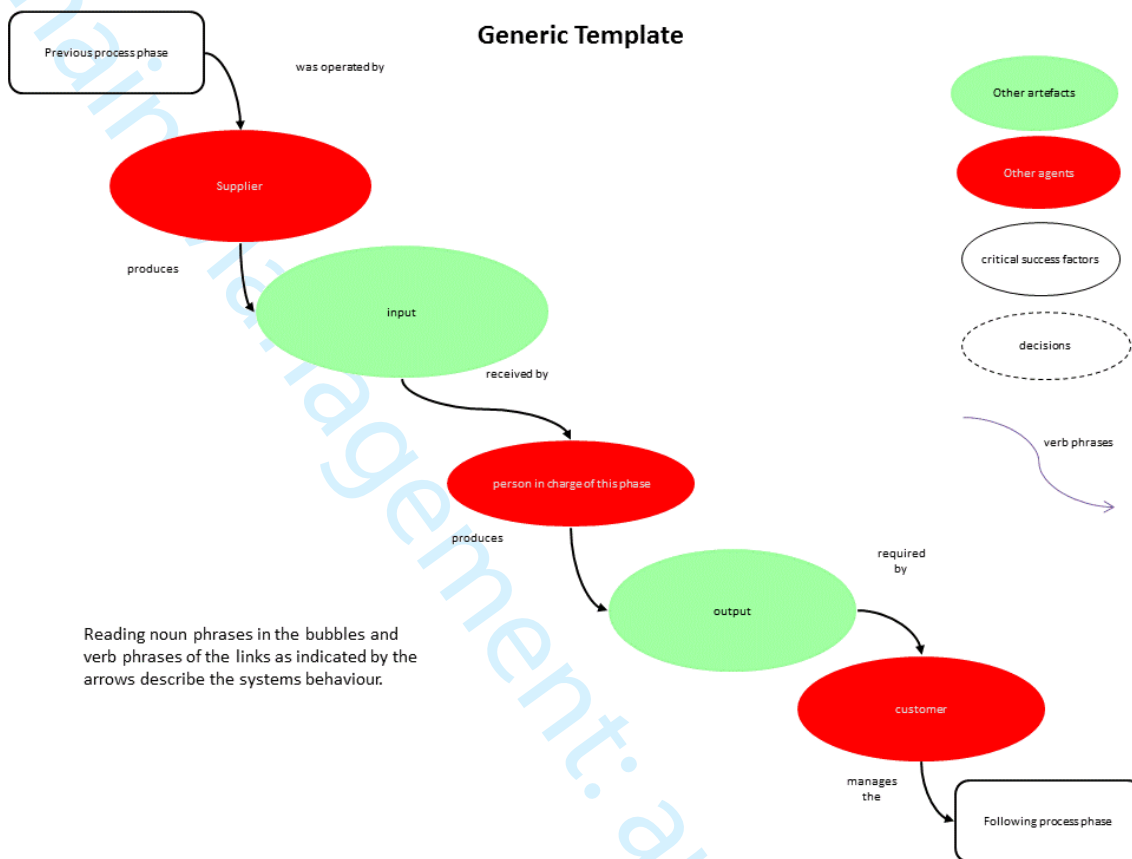 Generic Template
Previous process phase
was operated by
Supplier
produces
input
received by
person in charge of this phase
produces
output
required
by
customer
manages
the
Following process phase
Other artefacts
Other agents
critical success factors
decisions
verb phrases
Reading noun phrases in the bubbles and
verb phrases of the links as indicated by the
arrows describe the systems behaviour.